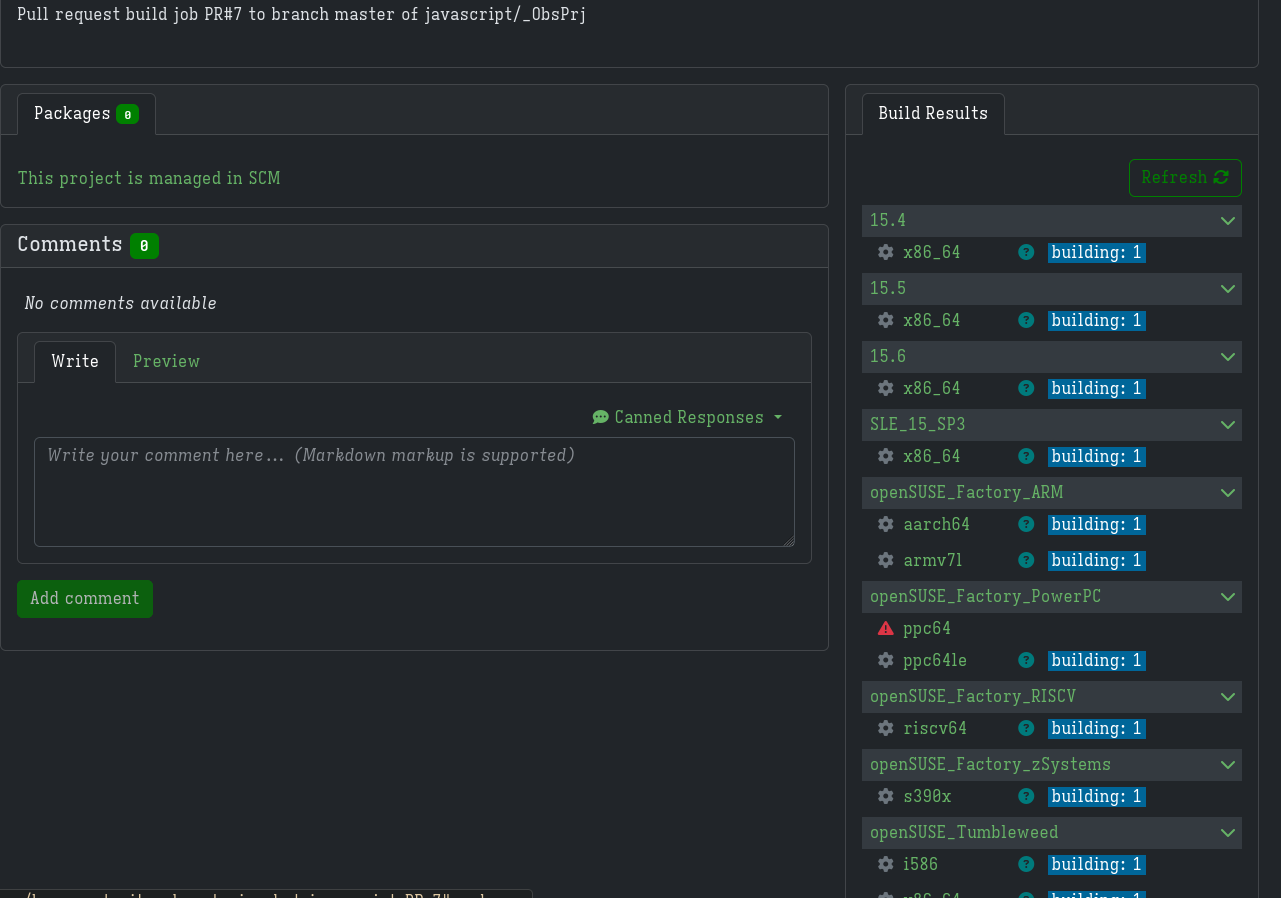 Pull request build job PR#7 to branch master of javascript/_ObsPrj
Packages 0
This project is managed in SCM
Comments 0
No comments available
Write Preview
Canned Responses
Write your comment here... (Markdown markup is supported)
Add comment
Build Results
Refresh
15.4
x86_64 building: 1
15.5
x86_64 building: 1
15.6
x86_64 building: 1
SLE_15_SP3
x86_64 building: 1
openSUSE_Factory_ARM
aarch64 building: 1
armv7l building: 1
openSUSE_Factory_PowerPC
ppc64
ppc64le building: 1
openSUSE_Factory_RISCV
riscv64 building: 1
openSUSE_Factory_zSystems
s390x building: 1
openSUSE_Tumbleweed
i586 building: 1
x86_64 building: 1